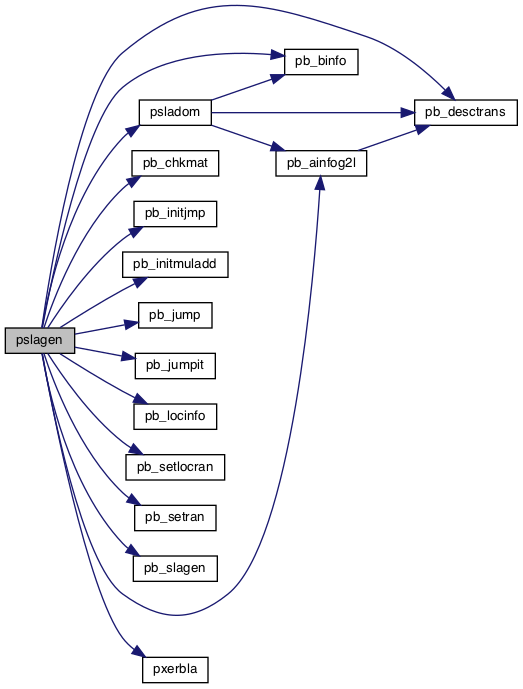 pb_binfo
psladom
pb_desctrans
pb_chkmat
pb_ainfog2l
pb_initjmp
pb_initmuladd
pb_jump
pslagen
pb_jumpit
pb_locinfo
pb_setlocran
pb_setran
pb_slagen
pxerbla